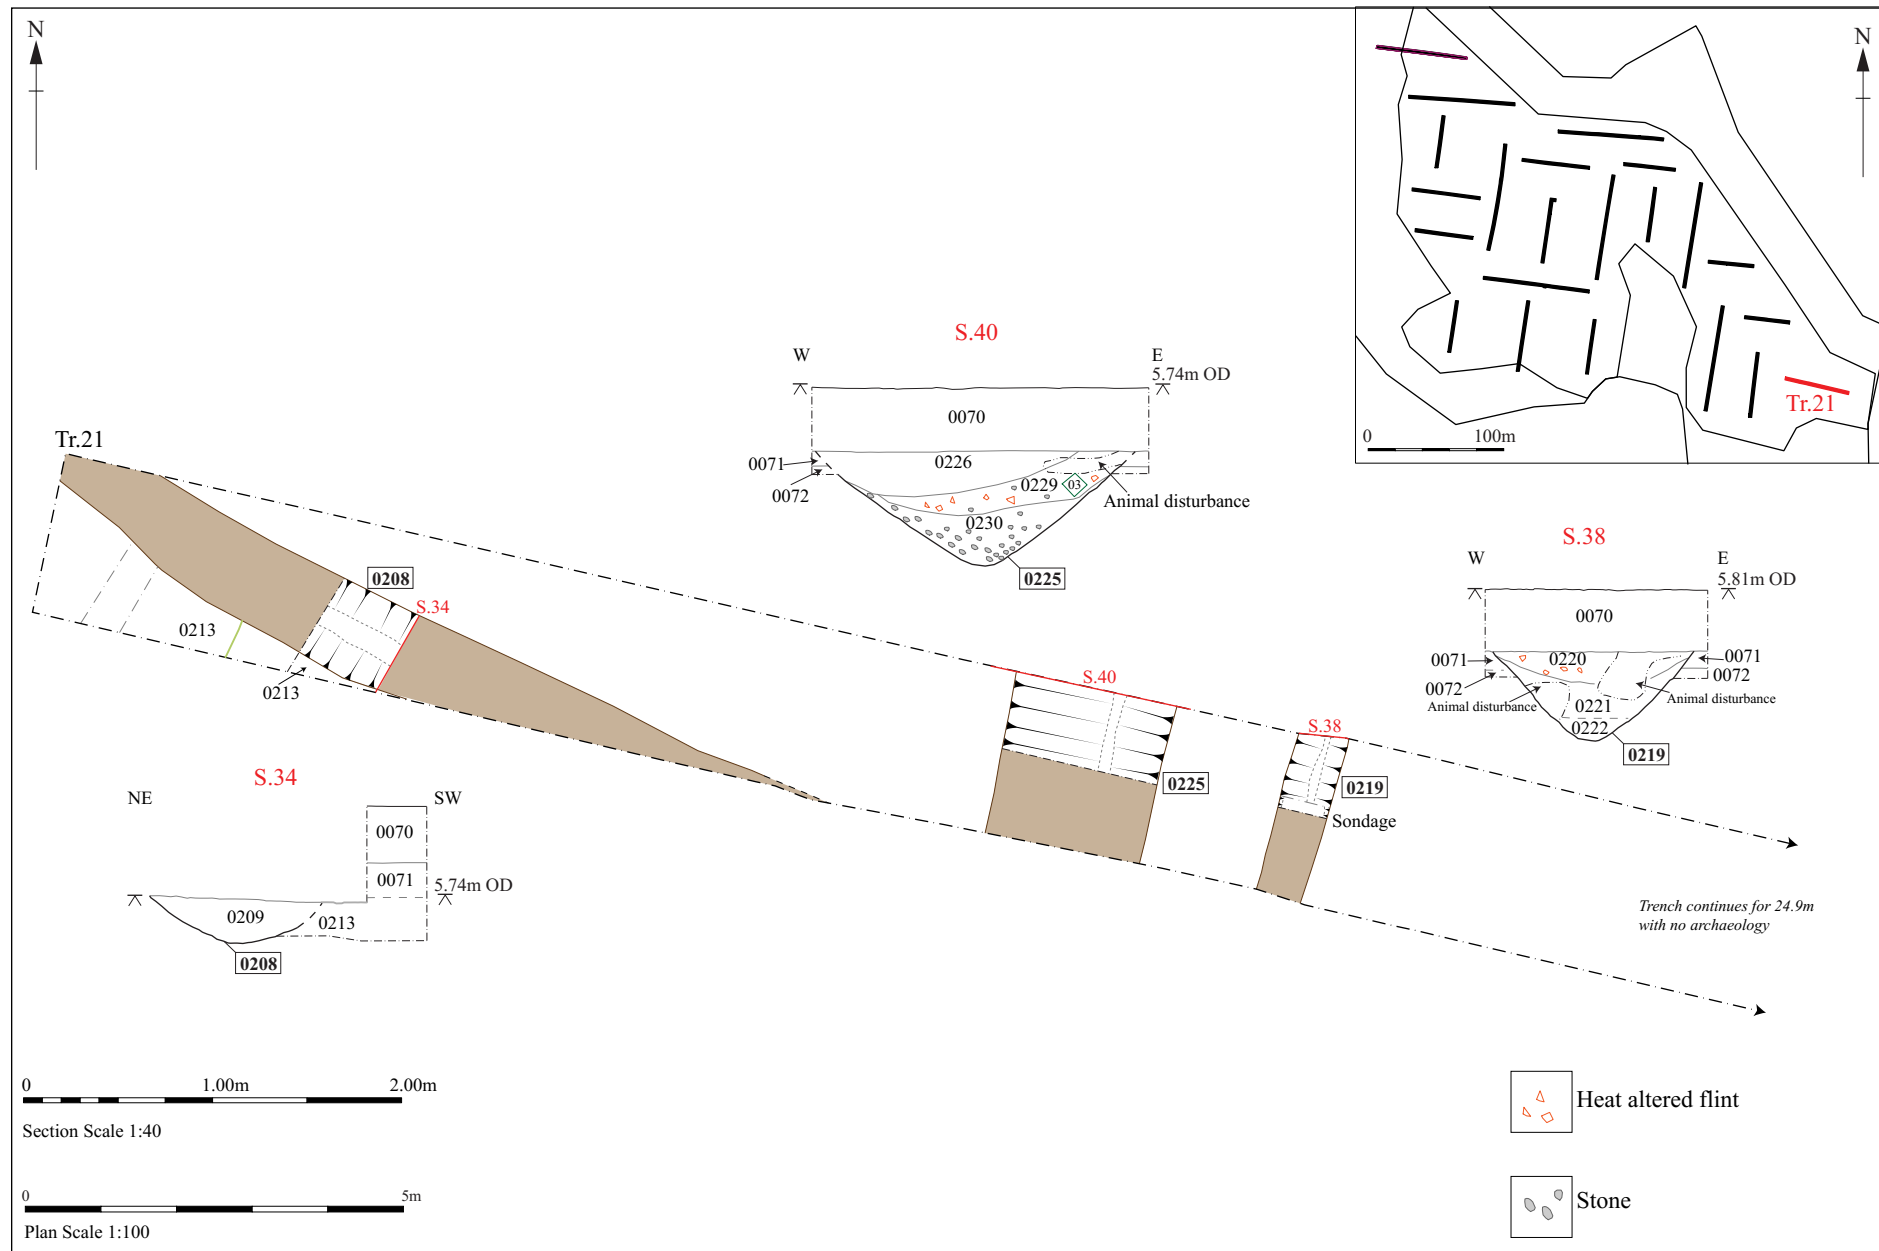 N
N
Tr.21
0
100m
S.40
W
E
5.74m OD
0070
0071
0072
0226
0229
03
Animal disturbance
0230
0225
S.38
W
E
5.81m OD
0070
0071
0072
0220
0071
0072
Animal disturbance
Animal disturbance
0221
0222
0219
Tr.21
0208
S.34
0213
0213
S.40
0225
S.38
0219
Sondage
Trench continues for 24.9m
with no archaeology
S.34
NE
SW
0070
0071
5.74m OD
0209
0213
0208
0
1.00m
2.00m
Section Scale 1:40
0
5m
Plan Scale 1:100
Heat altered flint
Stone